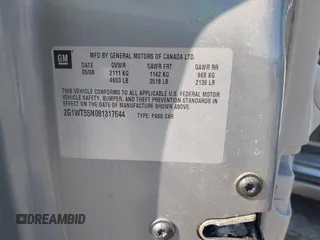 GM
MFD BY GENERAL MOTORS OF CANADA LTD.
DATE GVWR GAWR FRT GAWR RR
05/08 2111 KG 1142 KG 969 KG
4653 LB 2518 LB 2135 LB
THIS VEHICLE CONFORMS TO ALL APPLICABLE U.S. FEDERAL MOTOR
VEHICLE SAFETY, BUMPER, AND THEFT PREVENTION STANDARDS IN
EFFECT ON THE DATE OF MANUFACTURE SHOWN ABOVE.
2G1WT55N081317644 TYPE: PASS CAR
DREAMBID